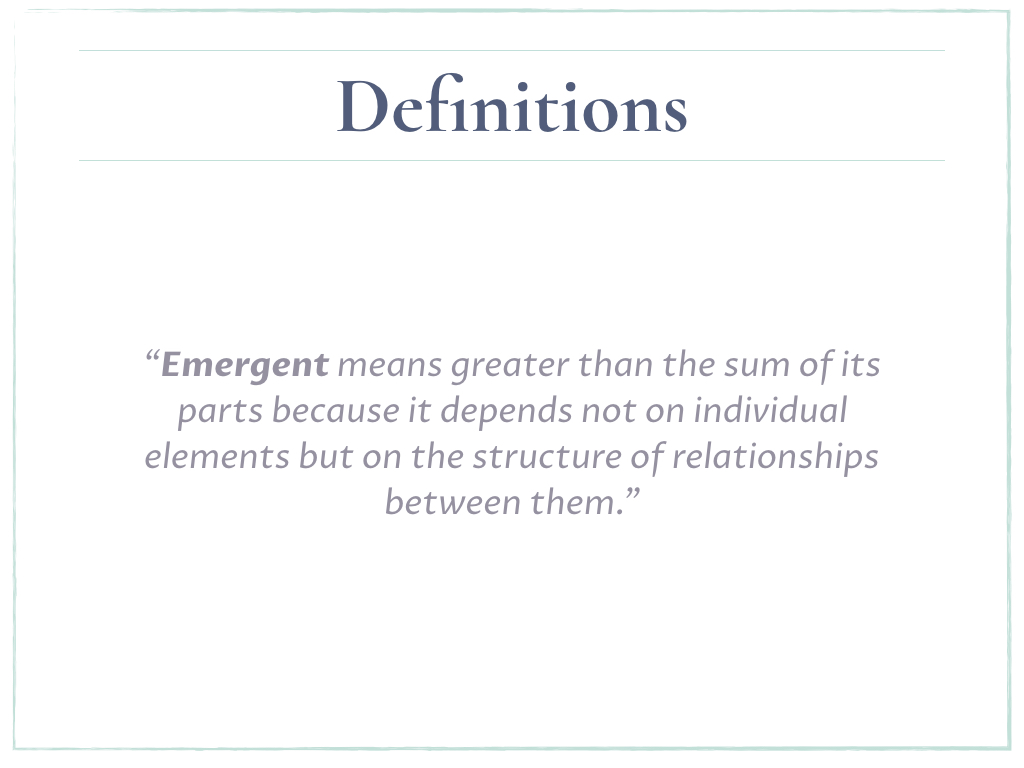 Definitions
“Emergent means greater than the sum of its
parts because it depends not on individual
elements but on the structure of relationships
between them.”